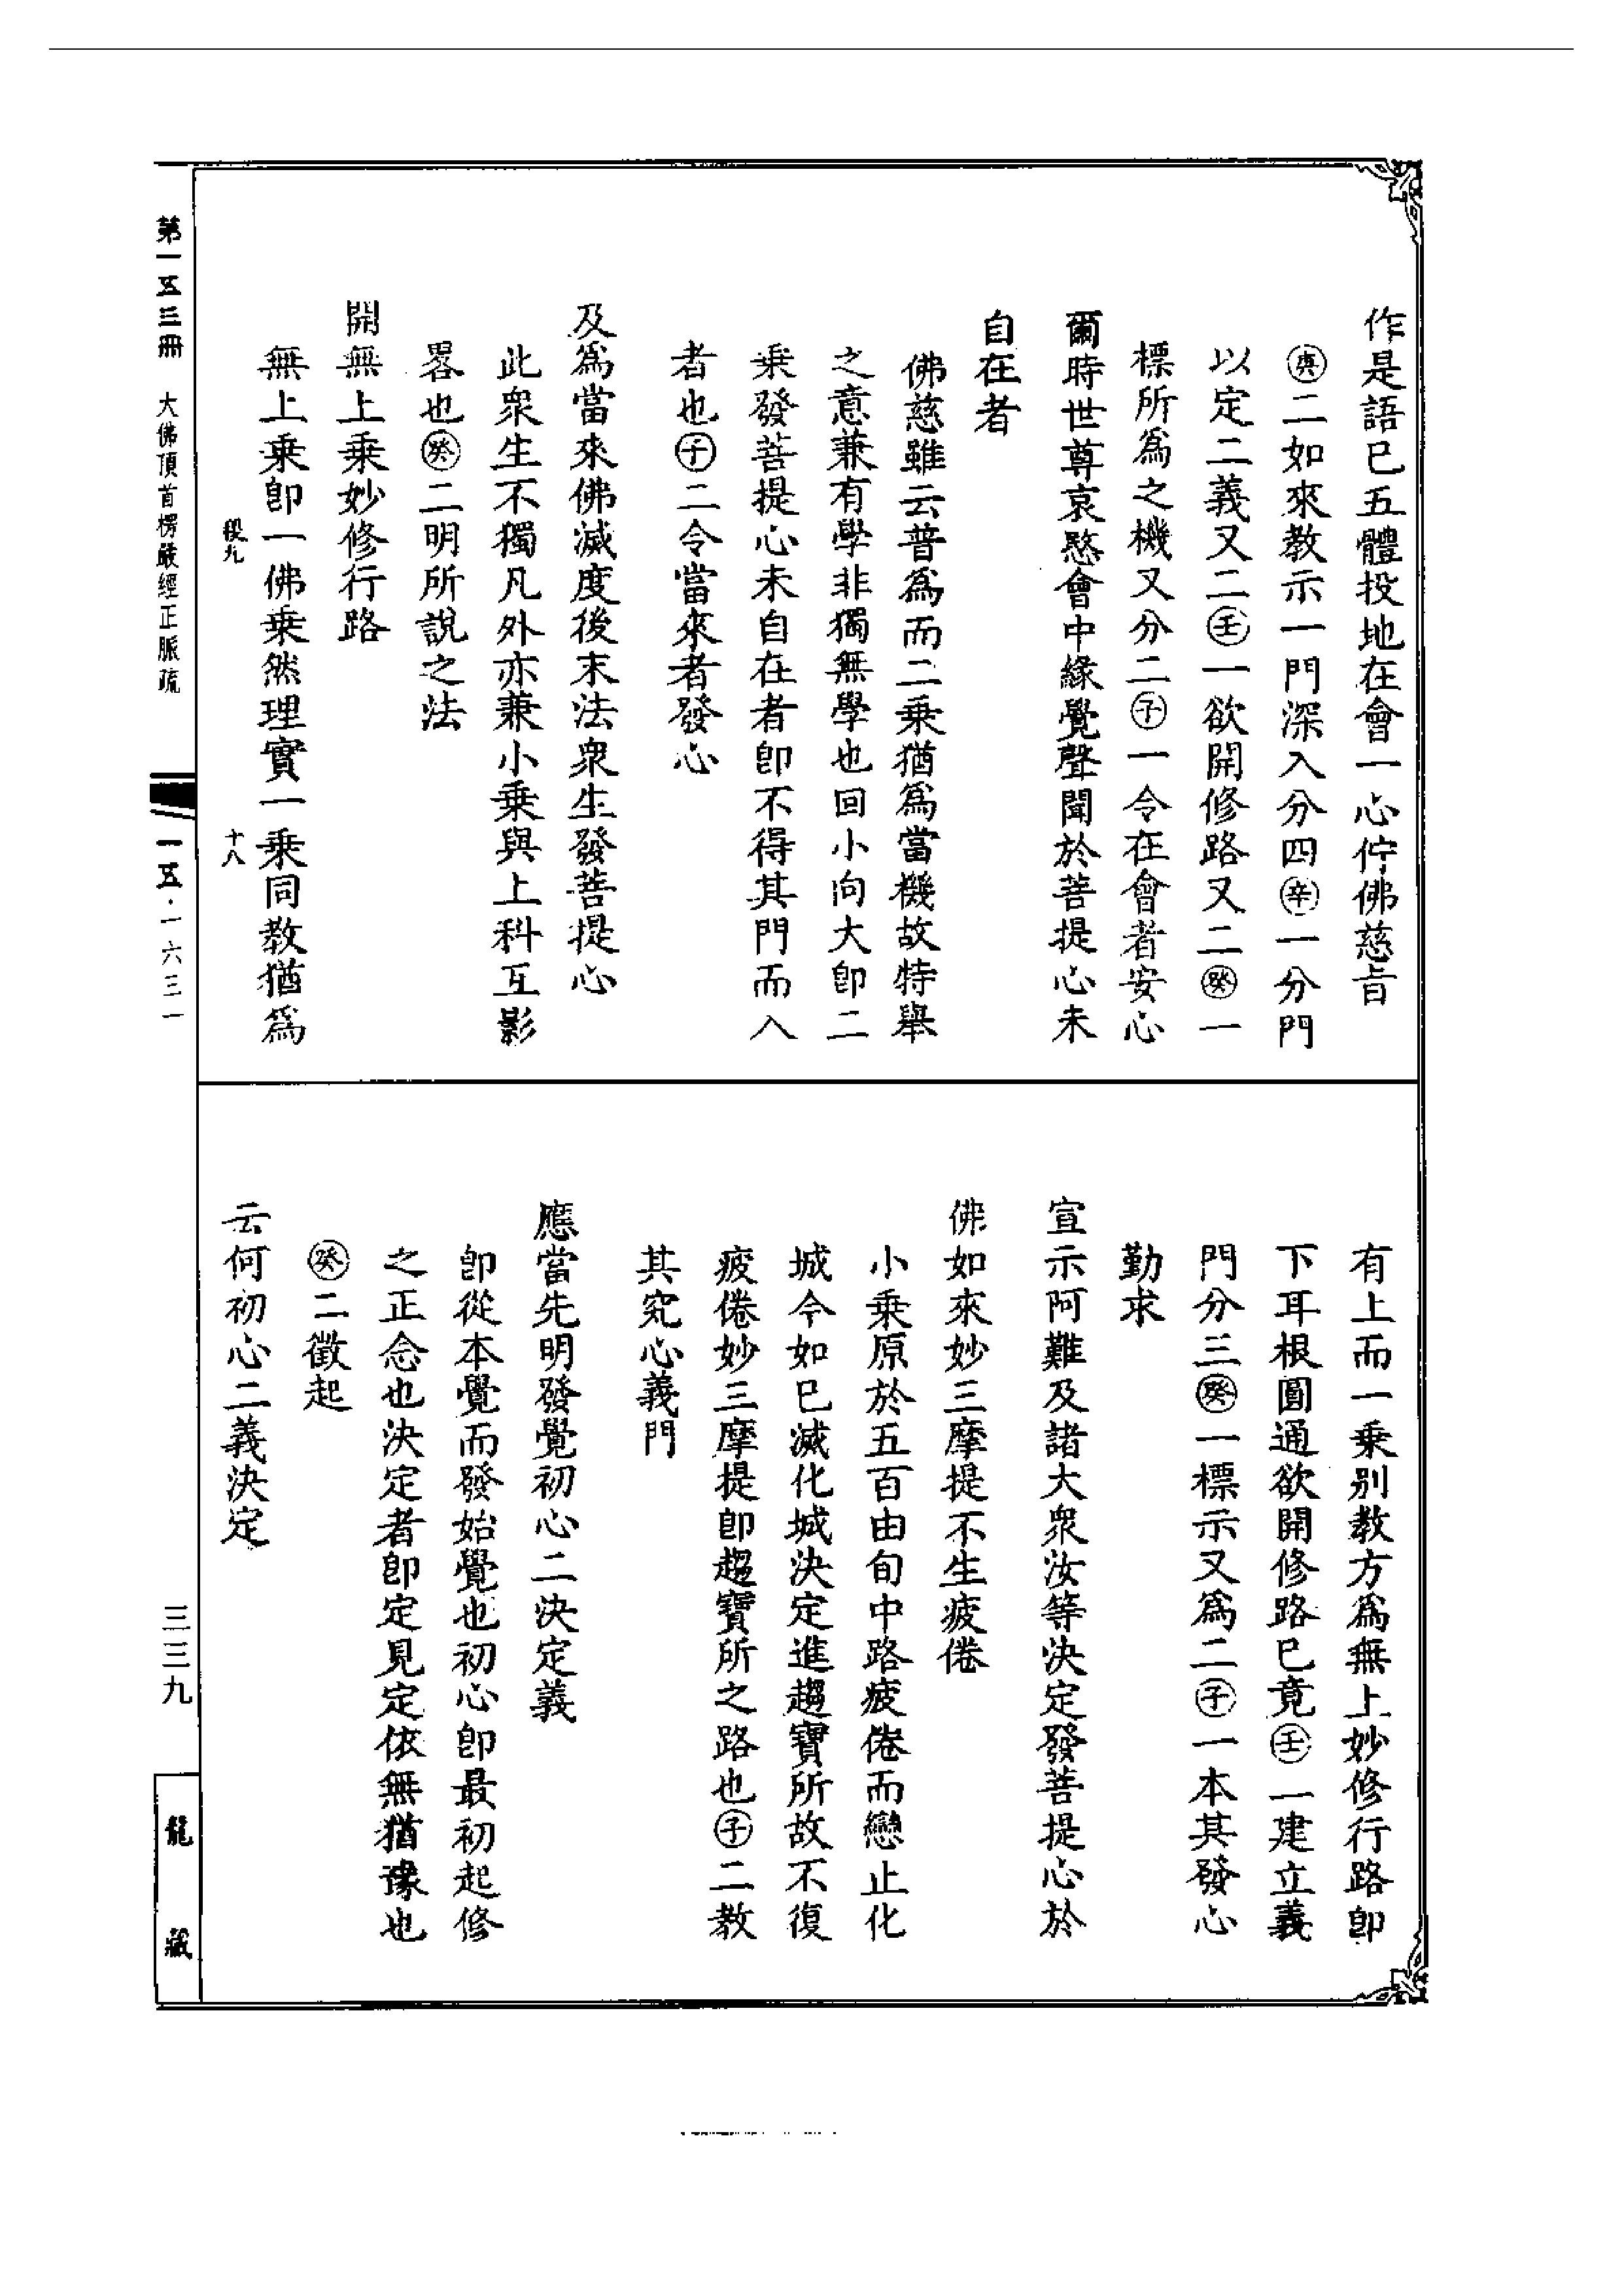 作是語已五體投地在會一心佇佛慈旨
㊎二如來教示一門深入分四㊛一分門
以定二義又二㊂一欲開修路又二㊇一
標所爲之機又分二㊋一令在會者安心
爾時世尊哀愍會中緣覺聲聞於菩提心未
自在者
佛慈雖云普爲而二乘猶爲當機故特舉
之意兼有學非獨無學也回小向大卽二
乘發菩提心未自在者卽不得其門而入
者也子二令當來者發心
及爲當來佛滅度後末法衆生發菩提心
此衆生不獨凡外亦兼小乘與上科互影
畧也癸二明所說之法
開無上乘妙修行路
無上乘卽一佛乘然理實一乘同教猶爲
十八
有上而一乘别教方爲無上妙修行路卽
下耳根圓通欲開修路已竟壬一建立義
門分三癸一標示又爲二子一本其發心
勤求
宣示阿難及諸大衆汝等決定發菩提心於
佛如來妙三摩提不生疲倦
小乘原於五百由旬中路疲倦而戀止化
城今如已滅化城決定進趨寶所故不復
疲倦妙三摩提卽趨寶所之路也子二教
其究心義門
應當先明發覺初心二決定義
卽從本覺而發始覺也初心卽最初起修
之正念也決定者卽定見定依無猶豫也
癸二徵起
云何初心二義決定
第一五三冊 大佛頂首楞嚴經正脈疏
一五·一六三一
三三九
龍藏